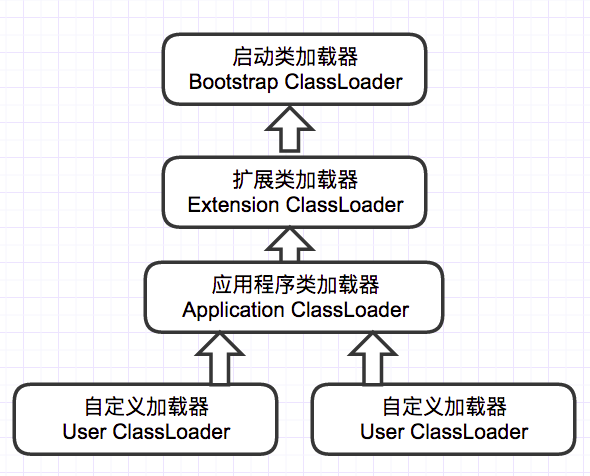 启动类加载器
Bootstrap ClassLoader
扩展类加载器
Extension ClassLoader
应用程序类加载器
Application ClassLoader
自定义加载器
User ClassLoader
自定义加载器
User ClassLoader